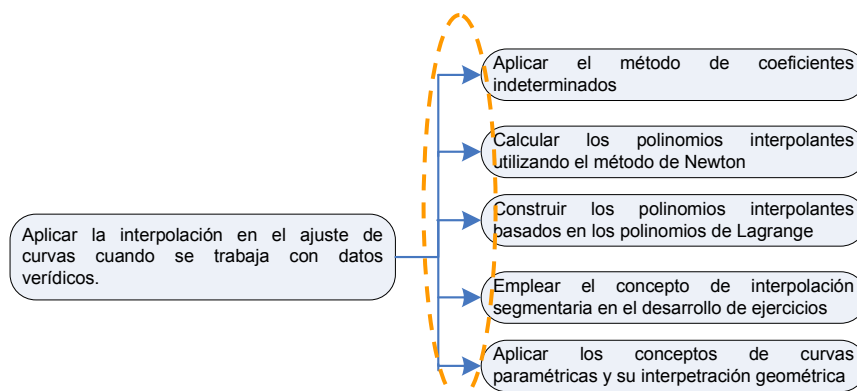 Aplicar la interpolación en el ajuste de
curvas cuando se trabaja con datos
verídicos.
Aplicar el método de coeficientes
indeterminados
Calcular los polinomios interpolantes
utilizando el método de Newton
Construir los polinomios interpolantes
basados en los polinomios de Lagrange
Emplear el concepto de interpolación
segmentaria en el desarrollo de ejercicios
Aplicar los conceptos de curvas
paramétricas y su interpetración geométrica